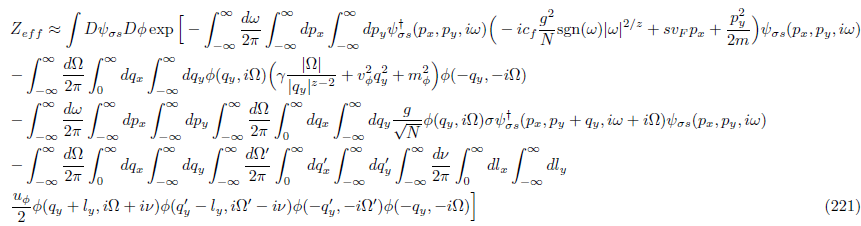 $Z_{eff} \approx \int D\psi_{\sigma s} D\phi \exp\Big[ -\int_{-\infty}^{\infty} \frac{d\omega}{2\pi} \int_{-\infty}^{\infty} dp_x \int_{-\infty}^{\infty} dp_y \psi^{\dagger}_{\sigma s}(p_x, p_y, i\omega) \Big( -ic_f \frac{g^2}{N} \text{sgn}(\omega)|\omega|^{2/z} + s v_F p_x + \frac{p_y^2}{2m} \Big) \psi_{\sigma s}(p_x, p_y, i\omega)$
$-\int_{-\infty}^{\infty} \frac{d\Omega}{2\pi} \int_{0}^{\infty} dq_x \int_{-\infty}^{\infty} dq_y \phi(q_y, i\Omega) \Big( \gamma \frac{|\Omega|}{|q_y|^{z-2}} + v_\phi^2 q_y^2 + m_\phi^2 \Big) \phi(-q_y, -i\Omega)$
$-\int_{-\infty}^{\infty} \frac{d\omega}{2\pi} \int_{-\infty}^{\infty} dp_x \int_{-\infty}^{\infty} dp_y \int_{-\infty}^{\infty} \frac{d\Omega}{2\pi} \int_{0}^{\infty} dq_x \int_{-\infty}^{\infty} dq_y \frac{g}{\sqrt{N}} \phi(q_y, i\Omega) \sigma \psi^{\dagger}_{\sigma s}(p_x, p_y + q_y, i\omega + i\Omega) \psi_{\sigma s}(p_x, p_y, i\omega)$
$-\int_{-\infty}^{\infty} \frac{d\Omega}{2\pi} \int_{0}^{\infty} dq_x \int_{-\infty}^{\infty} dq_y \int_{-\infty}^{\infty} \frac{d\Omega'}{2\pi} \int_{0}^{\infty} dq'_x \int_{-\infty}^{\infty} dq'_y \int_{-\infty}^{\infty} \frac{d\nu}{2\pi} \int_{0}^{\infty} dl_x \int_{-\infty}^{\infty} dl_y$
$\frac{u_\phi}{2} \phi(q_y + l_y, i\Omega + i\nu) \phi(q'_y - l_y, i\Omega' - i\nu) \phi(-q'_y, -i\Omega') \phi(-q_y, -i\Omega) \Big]$ (221)